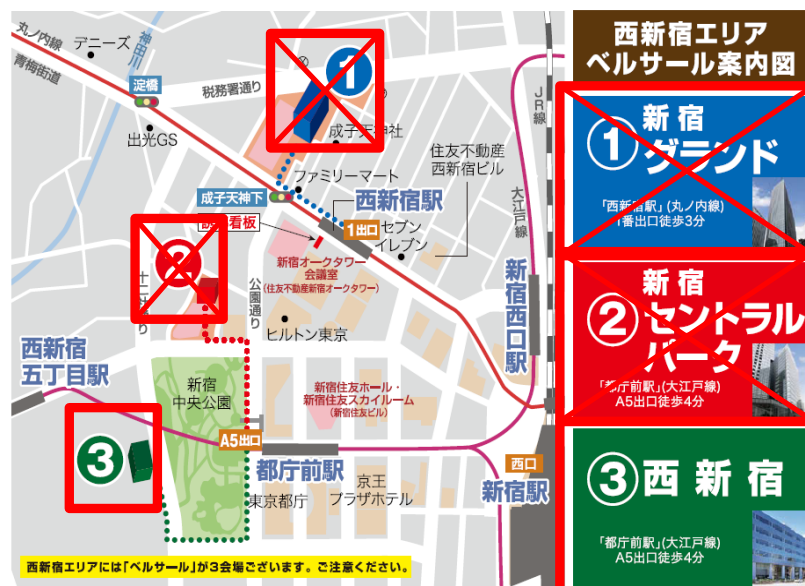 丸ノ内線
青梅街道
デニーズ
神田川
淀橋
税務署通り
出光GS
1
成子天神社
ファミリーマート
成子天神下
西新宿駅
1出口
セブン
イレブン
住友不動産
西新宿ビル
JR線
大江戸線
新宿オークタワー
会議室
(住友不動産新宿オークタワー)
2
公園通り
ヒルトン東京
新宿西口駅
西新宿
五丁目駅
新宿
中央公園
新宿住友ホール・
新宿住友スカイルーム
(新宿住友ビル)
A5出口
3
都庁前駅
東京都庁
京王
プラザホテル
西口
新宿駅
西新宿エリアには「ベルサール」が3会場ございます。ご注意ください。
西新宿エリア
ベルサール案内図
1
新宿
グランド
「西新宿駅」(丸ノ内線)
1番出口徒歩3分
2
新宿
セントラル
パーク
「都庁前駅」(大江戸線)
A5出口徒歩4分
3 西新宿
「都庁前駅」(大江戸線)
A5出口徒歩4分